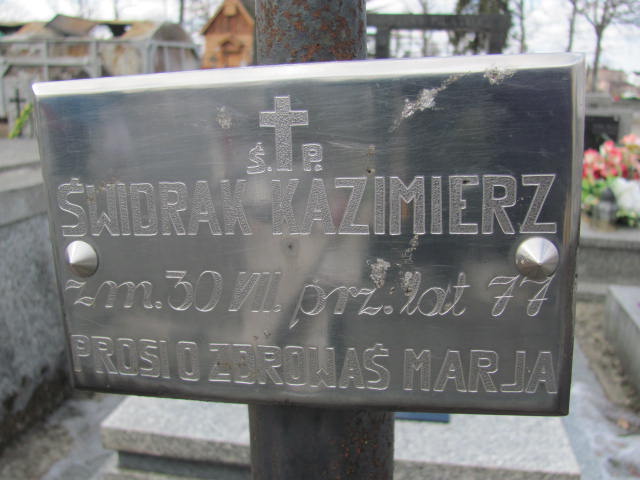 Ś. P.
ŚWIDRAK KAZIMIERZ
zm. 30 VII. prz. lat 77
PROSI O ZDROWAŚ MARJA